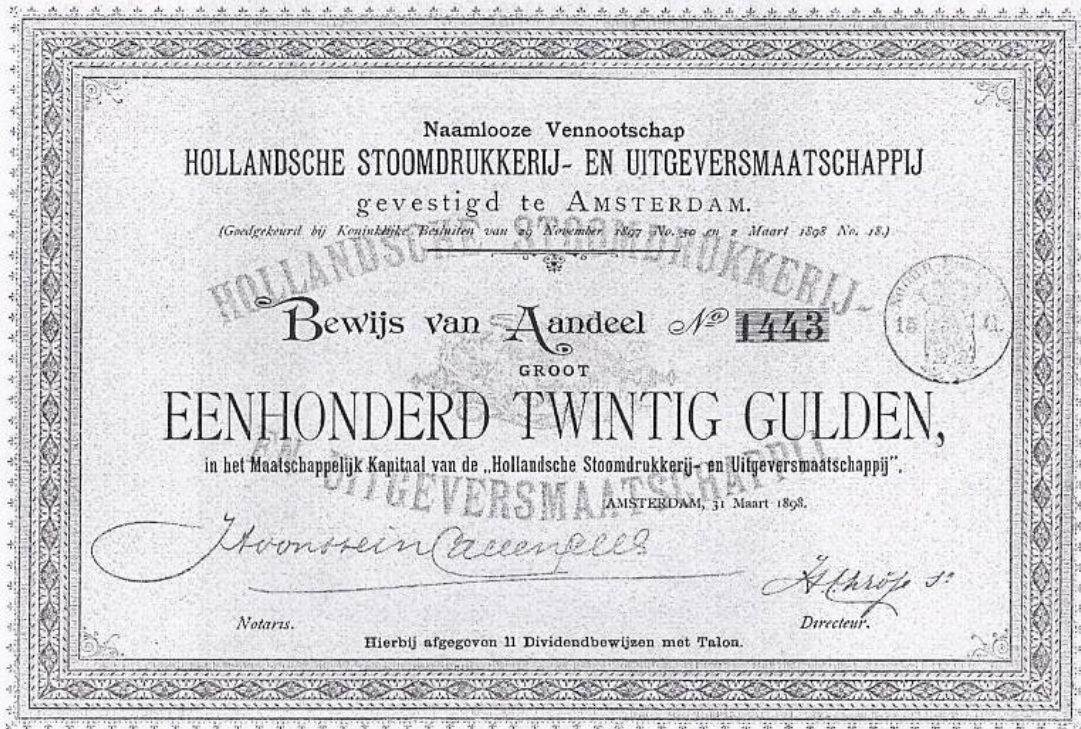 Naamlooze Vennootschap
HOLLANDSCHE STOOMDRUKKERIJ- EN UITGEVERSMAATSCHAPPIJ
gevestigd te AMSTERDAM.
(Goedgekeurd bij Koninklijke Besluiten van 29 November 1897 No. 30 en 2 Maart 1898 No. 18.)
HOLLANDSCHE STOOMDRUKKERIJ-
Bewijs van Aandeel No 1443
15
GROOT
EENHONDERD TWINTIG GULDEN,
EN UITGEVERSMAATSCHAPPIJ
in het Maatschappelijk Kapitaal van de „Hollandsche Stoomdrukkerij- en Uitgeversmaatschappij".
AMSTERDAM, 31 Maart 1898.
Notaris.
Directeur.
Hierbij afgegeven 11 Dividendbewijzen met Talon.